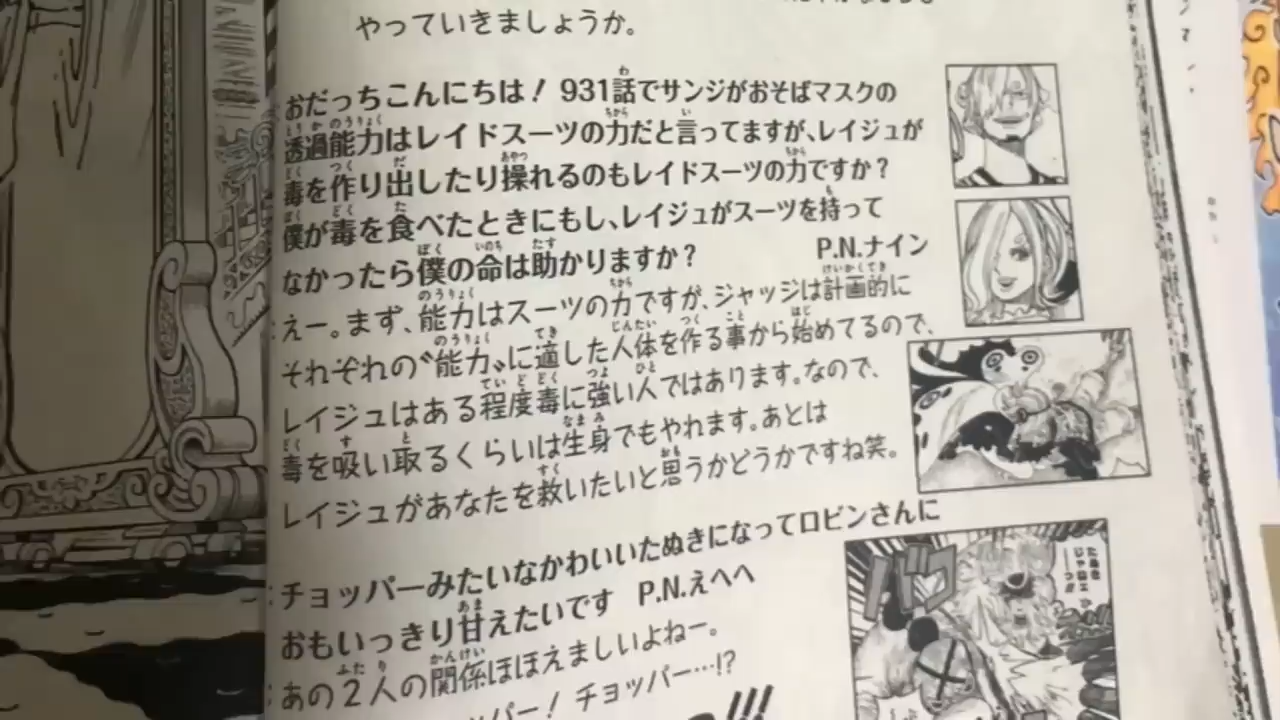 やっていきましょうか。
おだっちこんにちは! 931話でサンジがおそばマスクの
透過能力はレイドスーツの力だと言ってますが、レイジュが
毒を作り出したり操れるのもレイドスーツの力ですか?
僕が毒を食べたときにもし、レイジュがスーツを持って
なかったら僕の命は助かりますか? P.N.ナイン
:えー。まず、能力はスーツの力ですが、ジャッジは計画的に
それぞれの“能力”に適した人体を作る事から始めてるので、
レイジュはある程度毒に強い人ではあります。なので、
毒を吸い取るくらいは生身でもやれます。あとは
レイジュがあなたを救いたいと思うかどうかですね笑。
:チョッパーみたいなかわいいたぬきになってロビンさんに
おもいっきり甘えたいです P.N.えへへ
:あの2人の関係ほほえましいよねー。
ッパー! チョッパー…!?
!!!
たぬき
じゃねェ